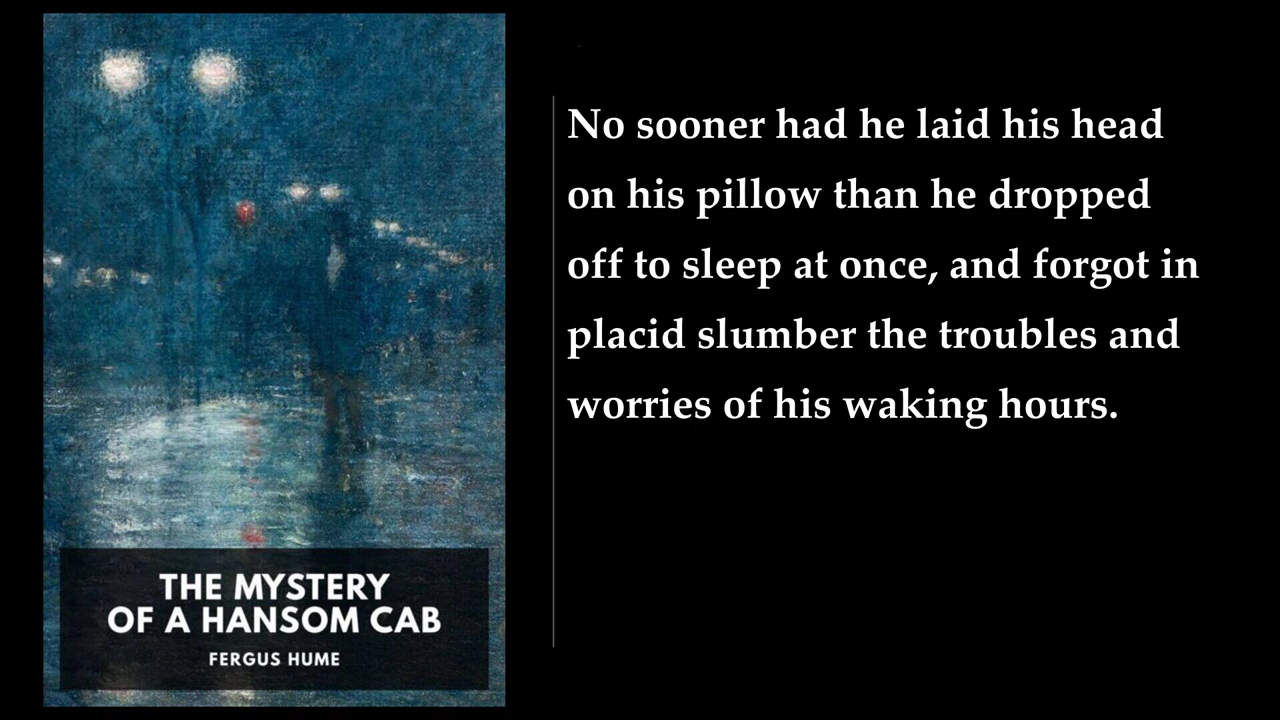 No sooner had he laid his head
on his pillow than he dropped
off to sleep at once, and forgot in
placid slumber the troubles and
worries of his waking hours.
THE MYSTERY
OF A HANSOM CAB
FERGUS HUME